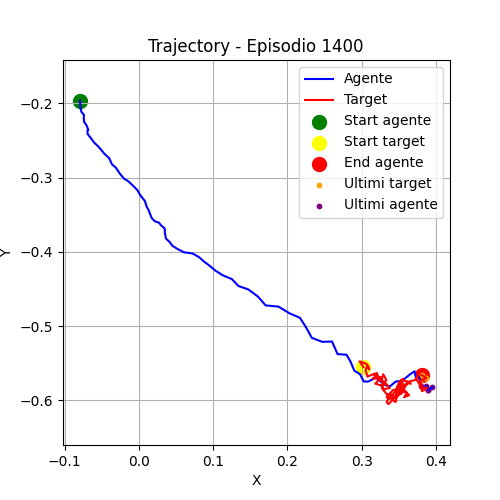 Trajectory - Episodio 1400
Agente
Target
Start agente
Start target
End agente
Ultimi target
Ultimi agente
−0.2
−0.3
−0.4
−0.5
−0.6
Y
−0.1
0.0
0.1
0.2
0.3
0.4
X